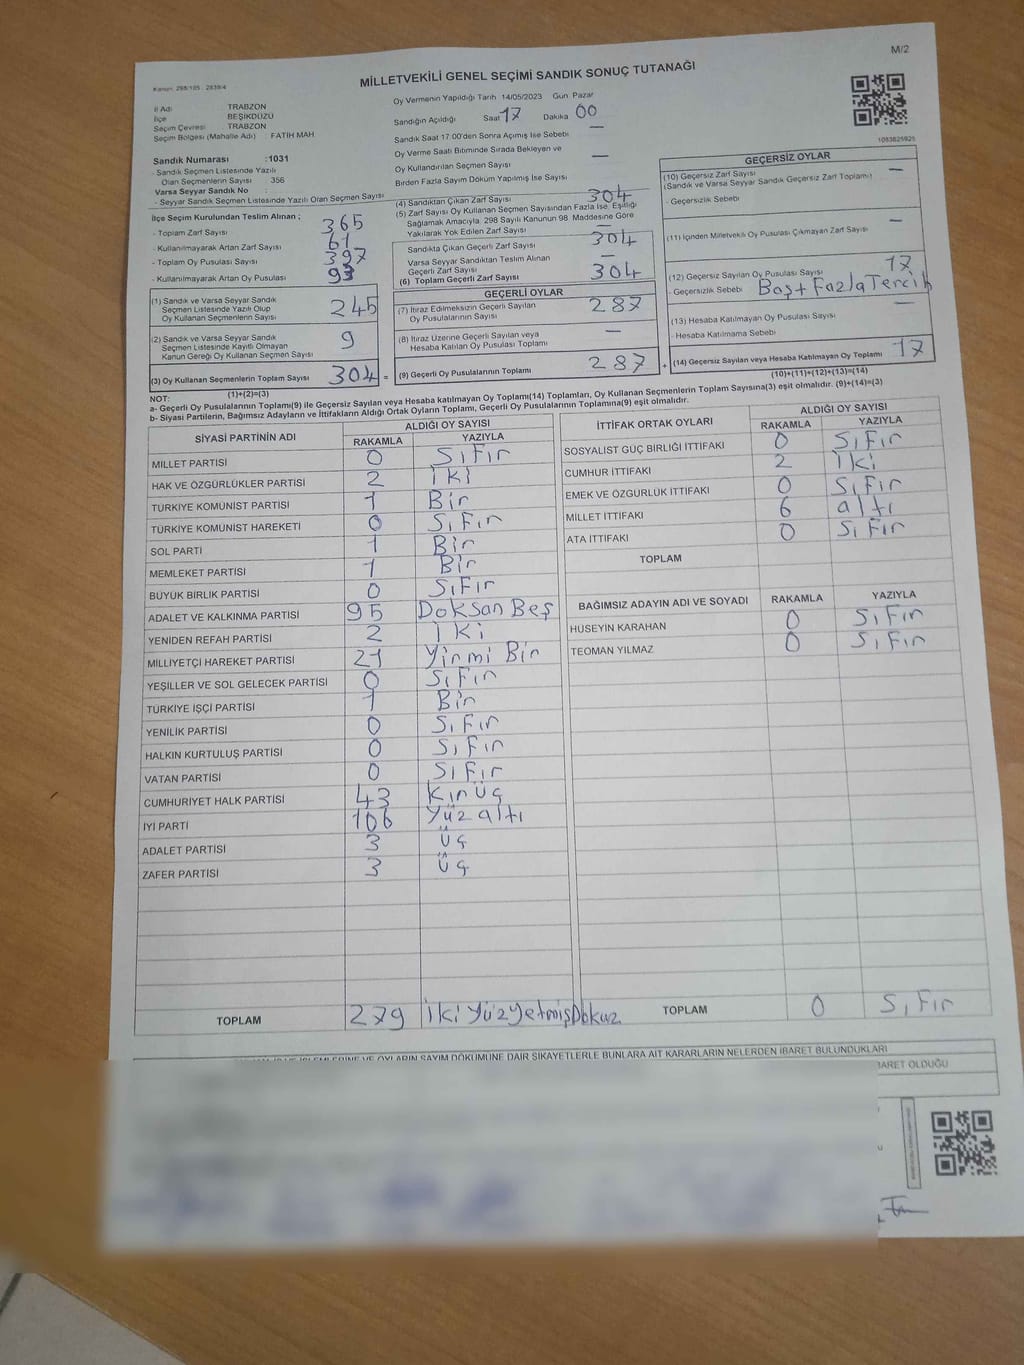 M/2
Kanun: 298/105 - 2839/4
MİLLETVEKİLİ GENEL SEÇİMİ SANDIK SONUÇ TUTANAĞI
İl Adı TRABZON
İlçe BEŞİKDÜZÜ
Seçim Çevresi TRABZON
Seçim Bölgesi (Mahalle Adı) : FATİH MAH
Sandık Numarası :1031
- Sandık Seçmen Listesinde Yazılı
Olan Seçmenlerin Sayısı : 356
Varsa Seyyar Sandık No
- Seyyar Sandık Seçmen Listesinde Yazılı Olan Seçmen Sayısı
İlçe Seçim Kurulundan Teslim Alınan ;
- Toplam Zarf Sayısı 365
- Kullanılmayarak Artan Zarf Sayısı 61
- Toplam Oy Pusulası Sayısı 397
- Kullanılmayarak Artan Oy Pusulası 93
(1) Sandık ve Varsa Seyyar Sandık
Seçmen Listesinde Yazılı Olup
Oy Kullanan Seçmenlerin Sayısı 245
(2) Sandık ve Varsa Seyyar Sandık
Seçmen Listesinde Kayıtlı Olmayan
Kanun Gereği Oy Kullanan Seçmen Sayısı 9
(3) Oy Kullanan Seçmenlerin Toplam Sayısı 304 =
(1)+(2)=(3)
Oy Vermenin Yapıldığı Tarih 14/05/2023 Gün Pazar
Sandığın Açıldığı Saat 17 Dakika 00
Sandık Saat 17:00'den Sonra Açılmış İse Sebebi —
Oy Verme Saati Bitiminde Sırada Bekleyen ve
Oy Kullandırılan Seçmen Sayısı —
Birden Fazla Sayım Döküm Yapılmış İse Sayısı
(4) Sandıktan Çıkan Zarf Sayısı 304
(5) Zarf Sayısı Oy Kullanan Seçmen Sayısından Fazla İse, Eşitliği
Sağlamak Amacıyla, 298 Sayılı Kanunun 98. Maddesine Göre
Yakılarak Yok Edilen Zarf Sayısı —
Sandıkta Çıkan Geçerli Zarf Sayısı 304
Varsa Seyyar Sandıktan Teslim Alınan
Geçerli Zarf Sayısı —
(6) Toplam Geçerli Zarf Sayısı 304
GEÇERLİ OYLAR
(7) İtiraz Edilmeksizin Geçerli Sayılan
Oy Pusulalarının Sayısı 287
(8) İtiraz Üzerine Geçerli Sayılan veya
Hesaba Katılan Oy Pusulası Toplamı —
(9) Geçerli Oy Pusulalarının Toplamı 287 +
1083825925
GEÇERSİZ OYLAR
(10) Geçersiz Zarf Sayısı —
(Sandık ve Varsa Seyyar Sandık Geçersiz Zarf Toplamı)
- Geçersizlik Sebebi
(11) İçinden Milletvekili Oy Pusulası Çıkmayan Zarf Sayısı —
(12) Geçersiz Sayılan Oy Pusulası Sayısı 17
- Geçersizlik Sebebi Boş+Fazla Tercih
(13) Hesaba Katılmayan Oy Pusulası Sayısı —
- Hesaba Katılmama Sebebi
(14) Geçersiz Sayılan veya Hesaba Katılmayan Oy Toplamı 17
(10)+(11)+(12)+(13)=(14)
NOT:
a- Geçerli Oy Pusulalarının Toplamı(9) ile Geçersiz Sayılan veya Hesaba katılmayan Oy Toplamı(14) Toplamları, Oy Kullanan Seçmenlerin Toplam Sayısına(3) eşit olmalıdır. (9)+(14)=(3)
b- Siyasi Partilerin, Bağımsız Adayların ve İttifakların Aldığı Ortak Oyların Toplamı, Geçerli Oy Pusulalarının Toplamına(9) eşit olmalıdır.
SİYASİ PARTİNİN ADI ALDIĞI OY SAYISI
RAKAMLA YAZIYLA
MİLLET PARTİSİ 0 Sıfır
HAK VE ÖZGÜRLÜKLER PARTİSİ 2 İki
TÜRKİYE KOMÜNİST PARTİSİ 1 Bir
TÜRKİYE KOMÜNİST HAREKETİ 0 Sıfır
SOL PARTİ 1 Bir
MEMLEKET PARTİSİ 1 Bir
BÜYÜK BİRLİK PARTİSİ 0 Sıfır
ADALET VE KALKINMA PARTİSİ 95 Doksan Beş
YENİDEN REFAH PARTİSİ 2 İki
MİLLİYETÇİ HAREKET PARTİSİ 21 Yirmi Bir
YEŞİLLER VE SOL GELECEK PARTİSİ 0 Sıfır
TÜRKİYE İŞÇİ PARTİSİ 1 Bir
YENİLİK PARTİSİ 0 Sıfır
HALKIN KURTULUŞ PARTİSİ 0 Sıfır
VATAN PARTİSİ 0 Sıfır
CUMHURİYET HALK PARTİSİ 43 Kırküç
İYİ PARTİ 106 Yüzaltı
ADALET PARTİSİ 3 Üç
ZAFER PARTİSİ 3 Üç
TOPLAM 279 İki YüzYetmişDokuz
İTTİFAK ORTAK OYLARI ALDIĞI OY SAYISI
RAKAMLA YAZIYLA
SOSYALİST GÜÇ BİRLİĞİ İTTİFAKI 0 Sıfır
CUMHUR İTTİFAKI 2 İki
EMEK VE ÖZGÜRLÜK İTTİFAKI 0 Sıfır
MİLLET İTTİFAKI 6 altı
ATA İTTİFAKI 0 Sıfır
TOPLAM
BAĞIMSIZ ADAYIN ADI VE SOYADI RAKAMLA YAZIYLA
HÜSEYİN KARAHAN 0 Sıfır
TEOMAN YILMAZ 0 Sıfır
TOPLAM 0 Sıfır
İŞLEMLERİNE VE OYLARIN SAYIM DÖKÜMÜNE DAİR ŞİKAYETLERLE BUNLARA AİT KARARLARIN NELERDEN İBARET BULUNDUKLARI
BARET OLDUĞU